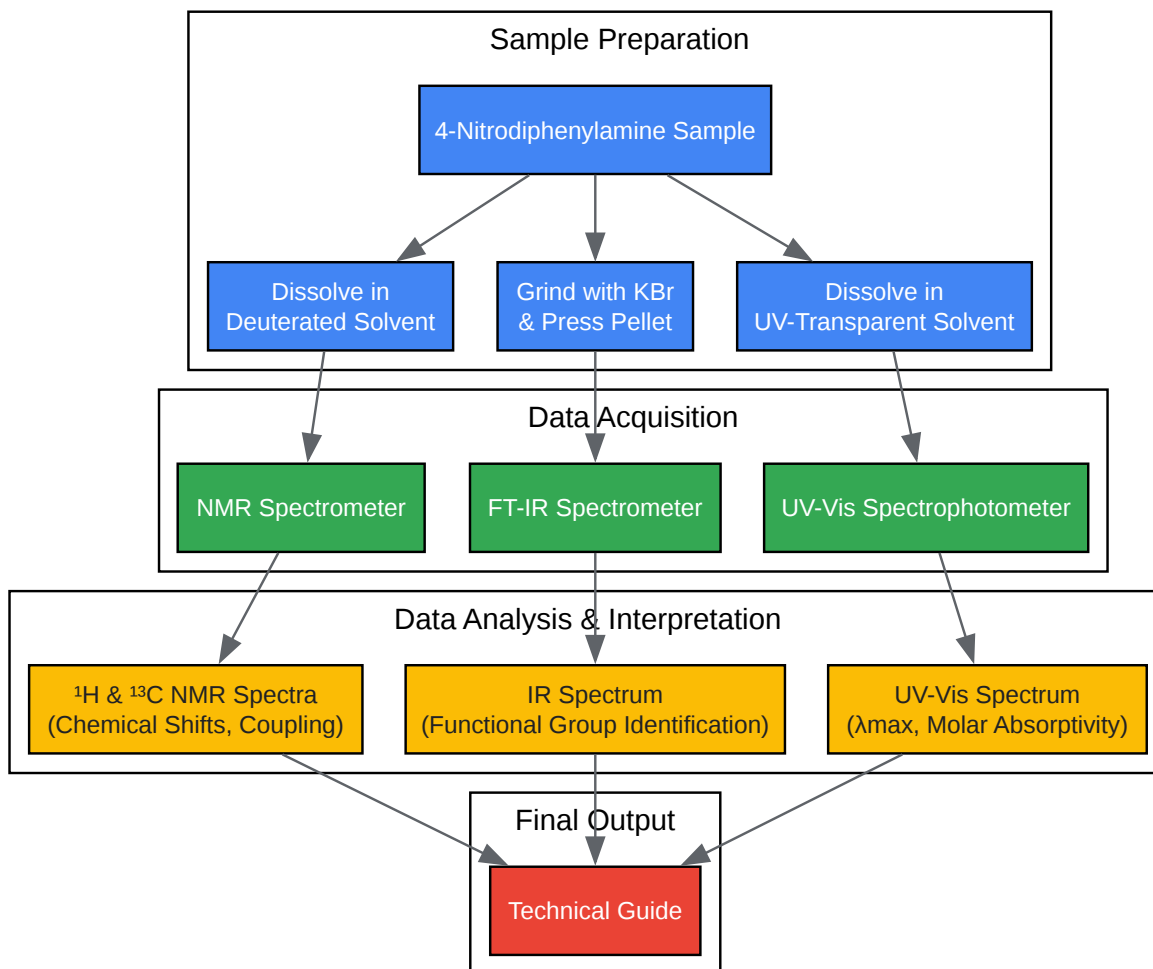 Sample Preparation
4-Nitrodiphenylamine Sample
Dissolve in
Deuterated Solvent
Grind with KBr
& Press Pellet
Dissolve in
UV-Transparent Solvent
Data Acquisition
NMR Spectrometer
FT-IR Spectrometer
UV-Vis Spectrophotometer
Data Analysis & Interpretation
¹H & ¹³C NMR Spectra
(Chemical Shifts, Coupling)
IR Spectrum
(Functional Group Identification)
UV-Vis Spectrum
(λmax, Molar Absorptivity)
Final Output
Technical Guide